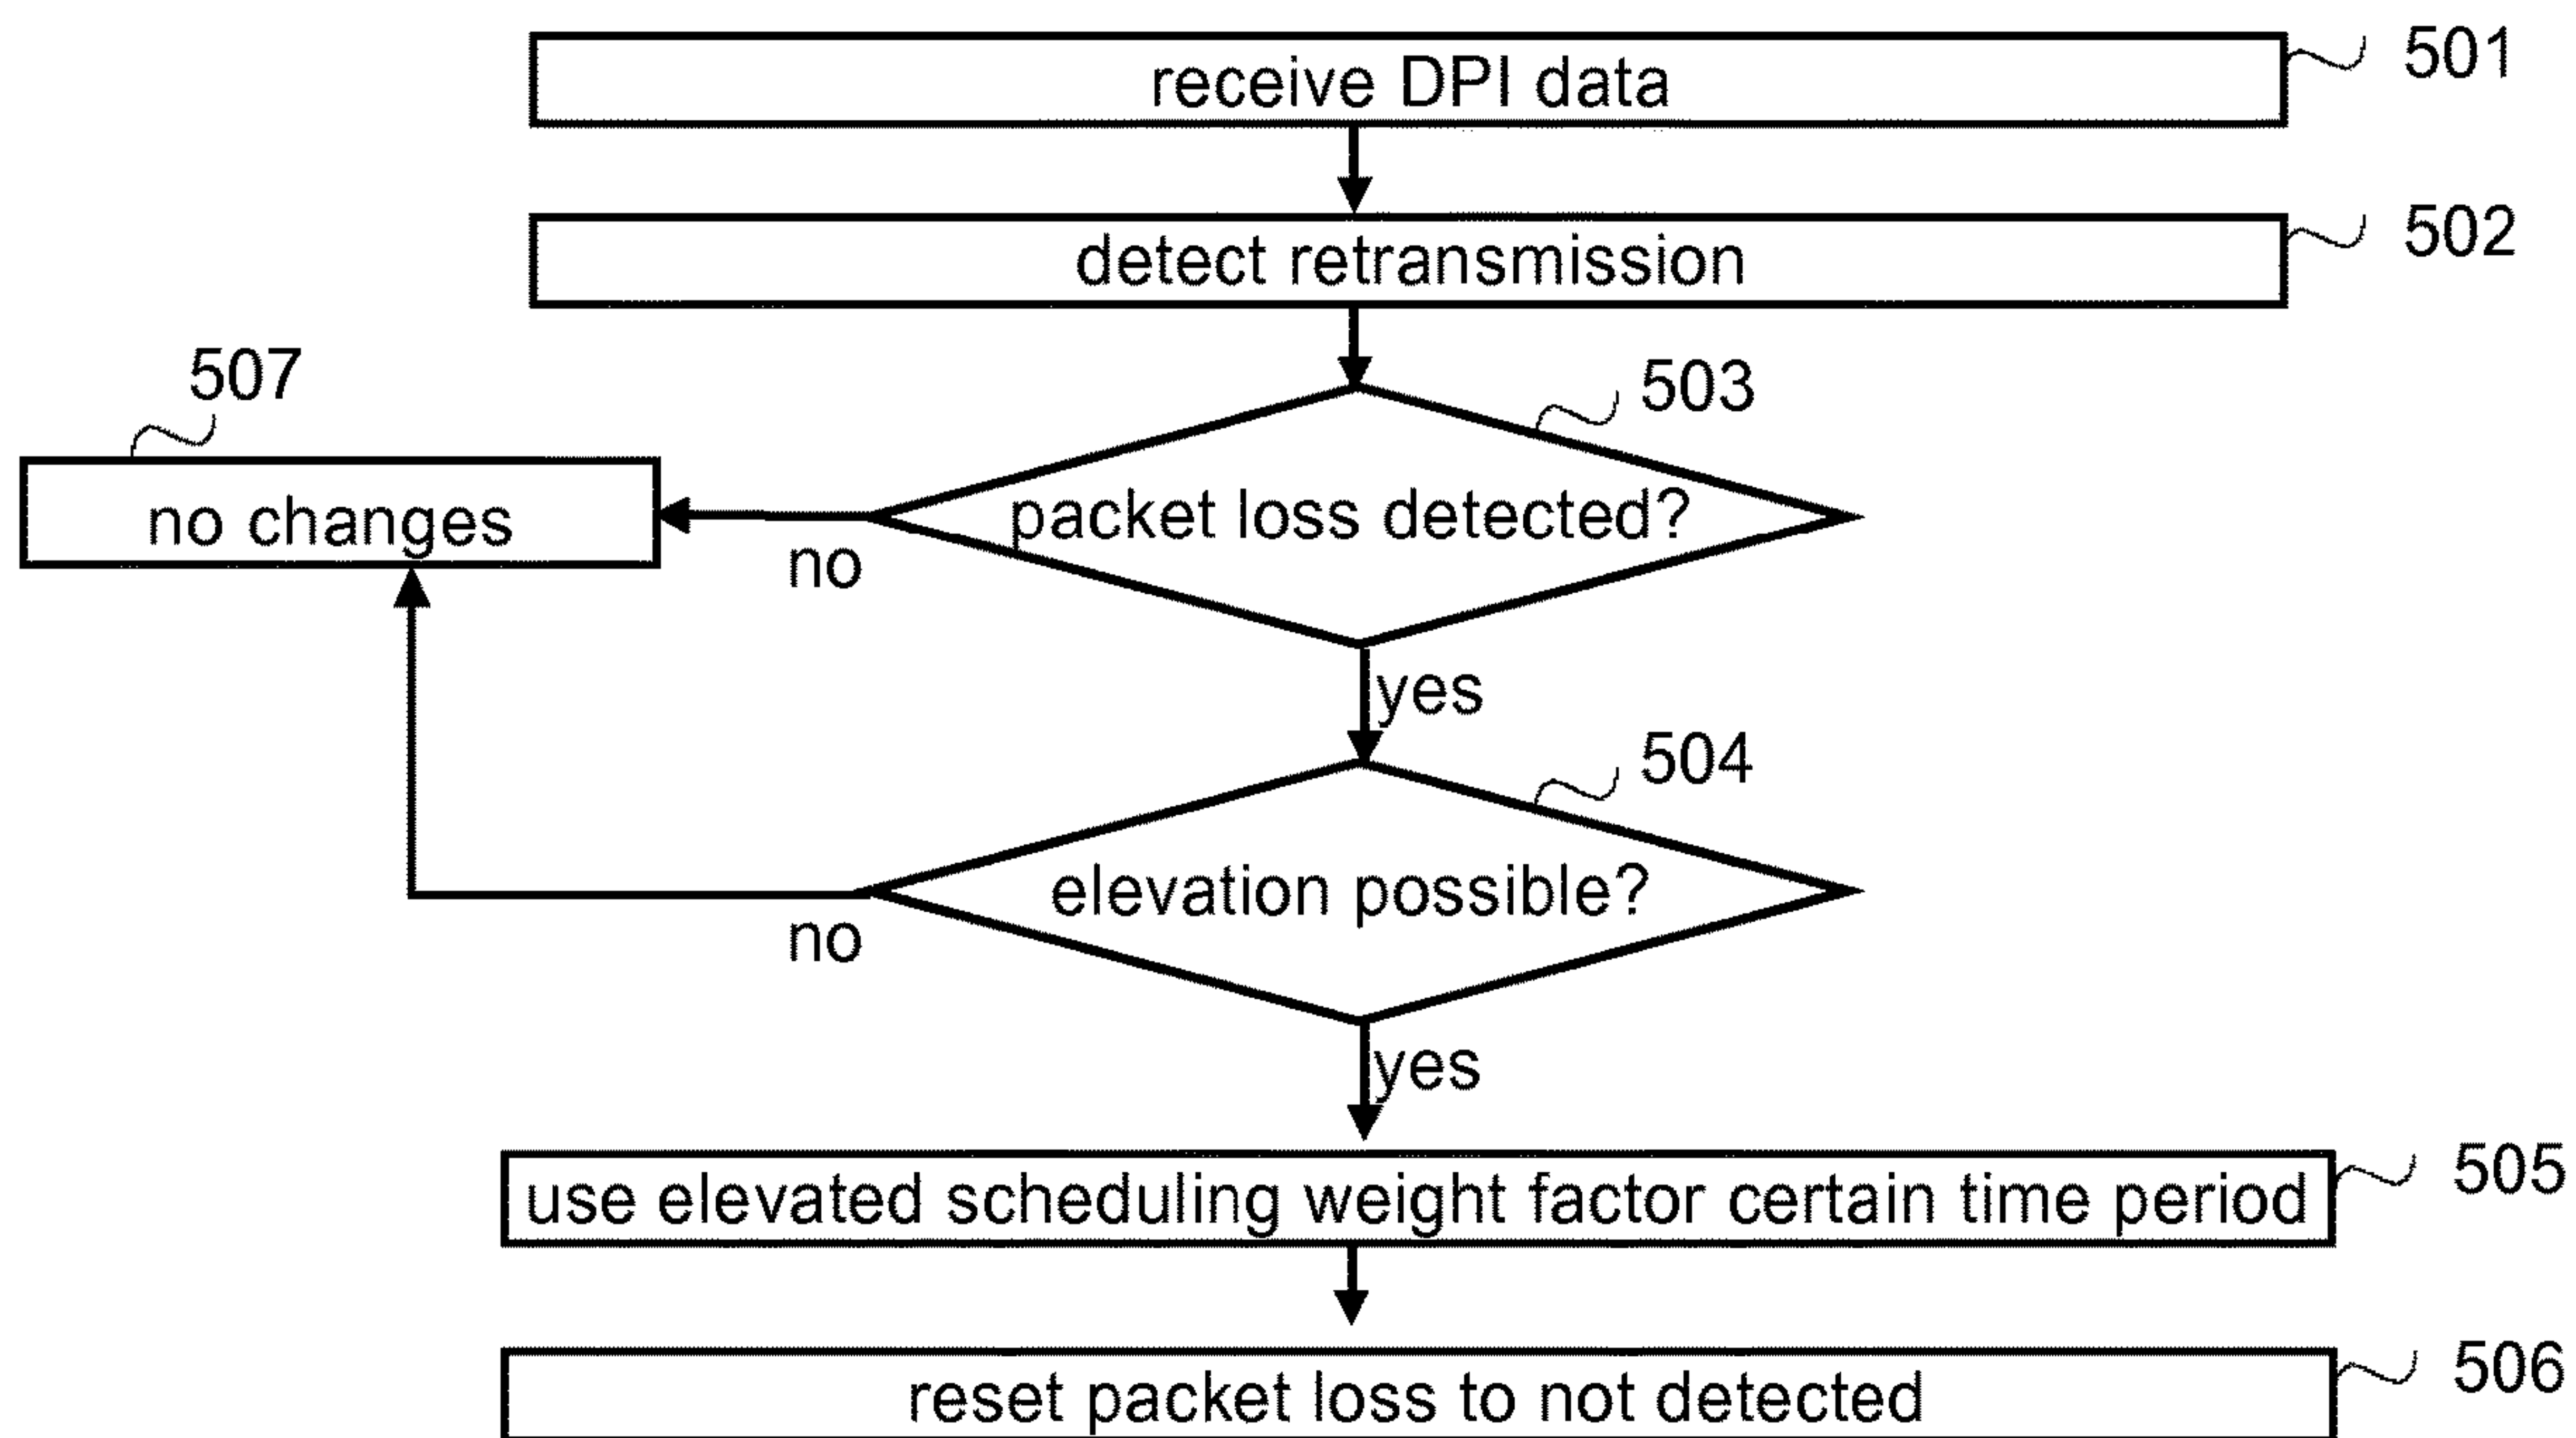 receive DPI data
501
detect retransmission
502
507
503
no changes
packet loss detected?
no
yes
504
elevation possible?
no
yes
use elevated scheduling weight factor certain time period
505
reset packet loss to not detected
506